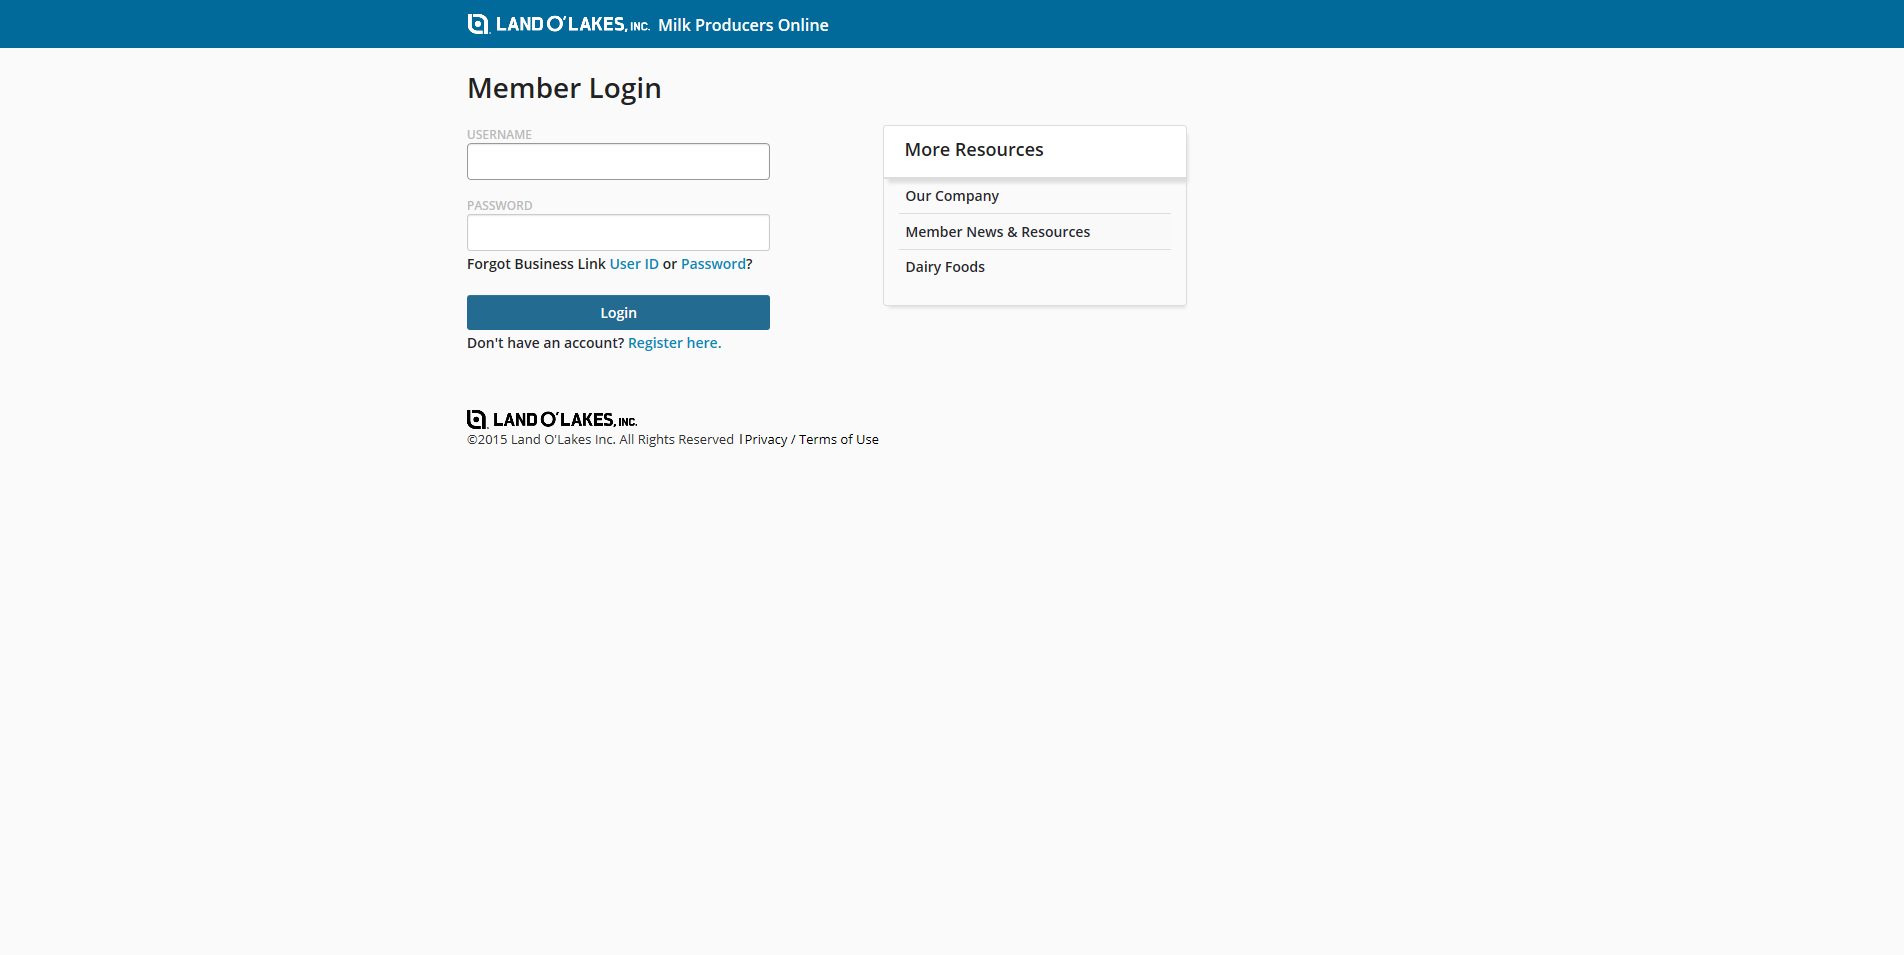 LAND O'LAKES, INC. Milk Producers Online
Member Login
USERNAME
PASSWORD
Forgot Business Link User ID or Password?
Login
Don't have an account? Register here.
More Resources
Our Company
Member News & Resources
Dairy Foods
LAND O'LAKES, INC.
©2015 Land O'Lakes Inc. All Rights Reserved | Privacy / Terms of Use